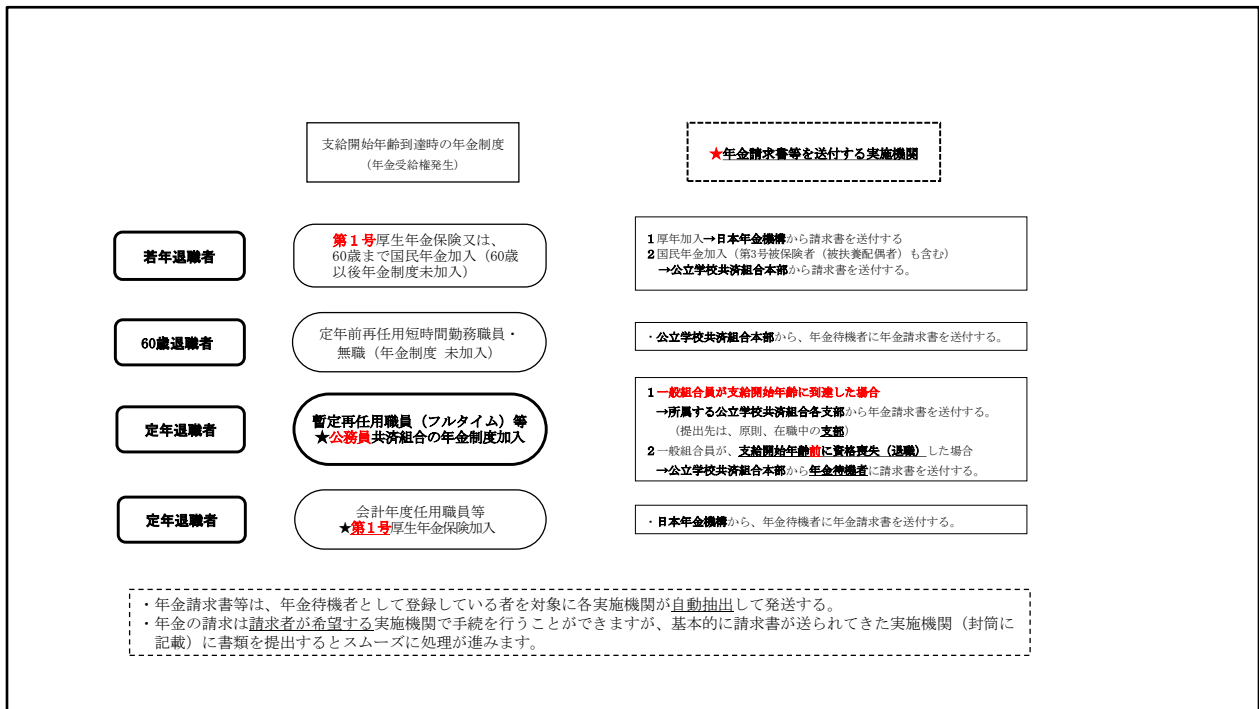 支給開始年齢到達時の年金制度
（年金受給権発生）
★年金請求書等を送付する実施機関
若年退職者
第１号厚生年金保険又は、
60歳まで国民年金加入（60歳
以後年金制度未加入）
1 厚年加入→日本年金機構から請求書を送付する
2 国民年金加入（第3号被保険者（被扶養配偶者）も含む）
→公立学校共済組合本部から請求書を送付する。
60歳退職者
定年前再任用短時間勤務職員・
無職（年金制度 未加入）
・公立学校共済組合本部から、年金待機者に年金請求書を送付する。
定年退職者
暫定再任用職員（フルタイム）等
★公務員共済組合の年金制度加入
1 一般組合員が支給開始年齢に到達した場合
→所属する公立学校共済組合各支部から年金請求書を送付する。
（提出先は、原則、在職中の支部）
2 一般組合員が、支給開始年齢前に資格喪失（退職）した場合
→公立学校共済組合本部から年金待機者に請求書を送付する。
定年退職者
会計年度任用職員等
★第１号厚生年金保険加入
・日本年金機構から、年金待機者に年金請求書を送付する。
・年金請求書等は、年金待機者として登録している者を対象に各実施機関が自動抽出して発送する。
・年金の請求は請求者が希望する実施機関で手続を行うことができますが、基本的に請求書が送られてきた実施機関（封筒に
記載）に書類を提出するとスムーズに処理が進みます。